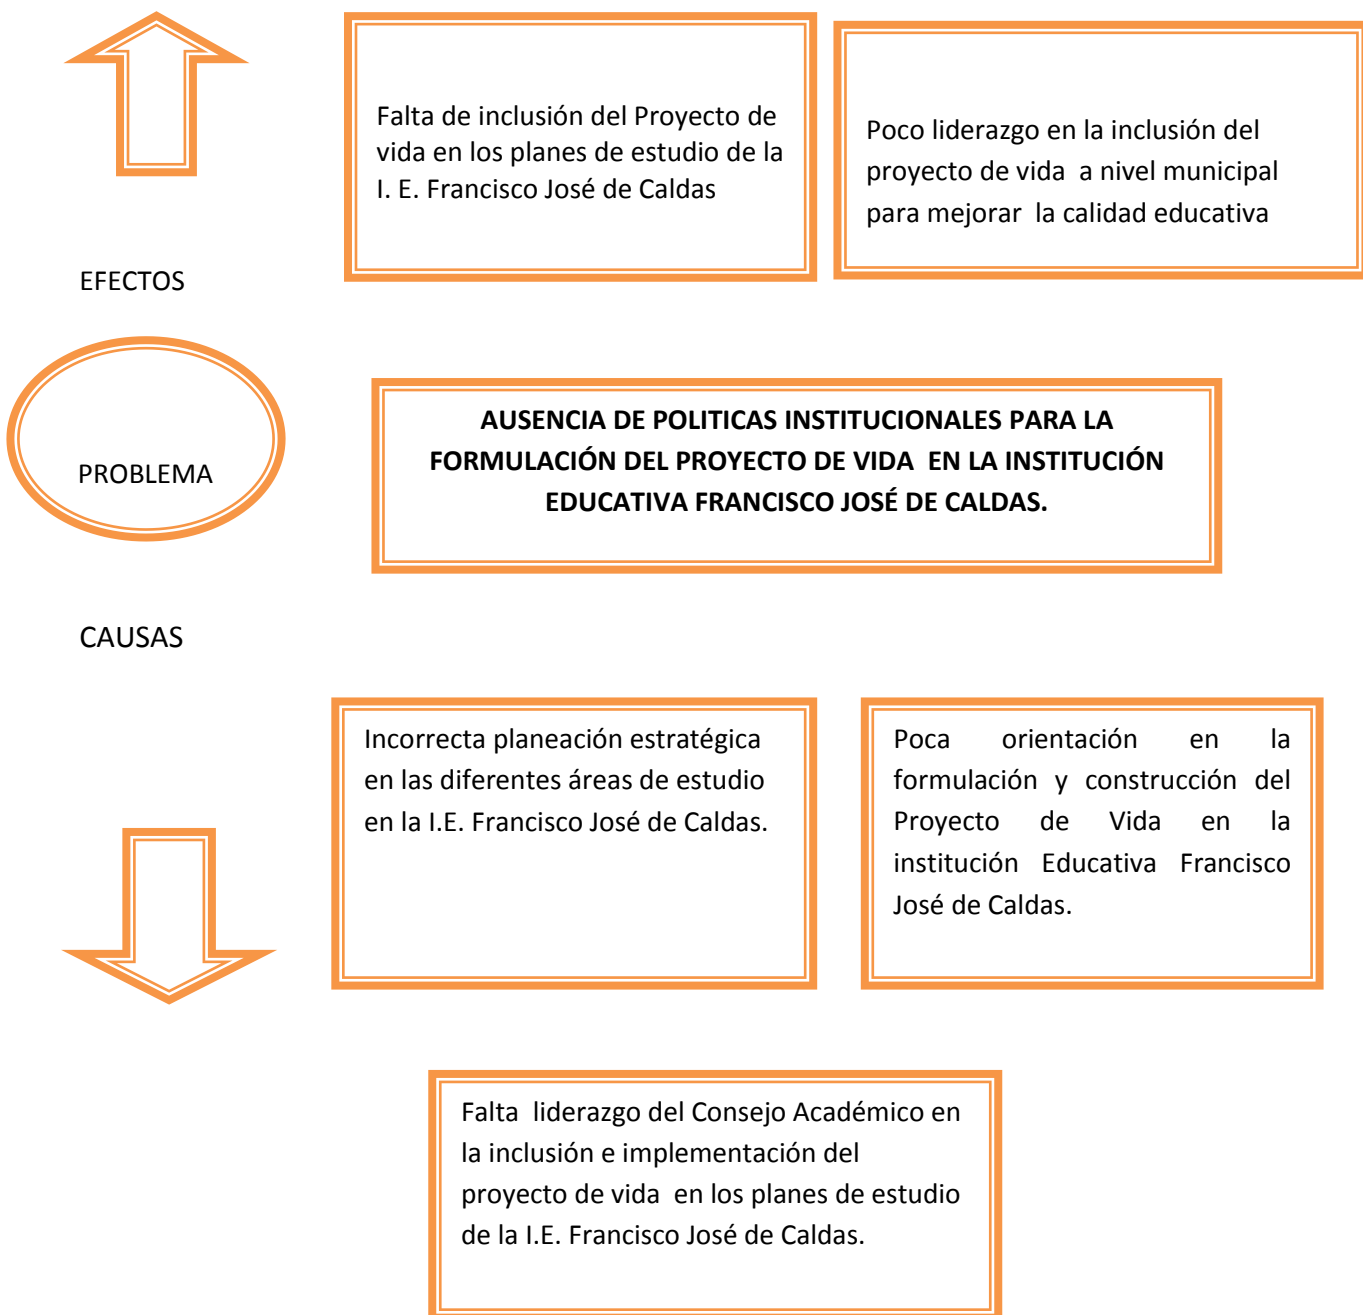 Falta de inclusión del Proyecto de
vida en los planes de estudio de la
I. E. Francisco José de Caldas
Poco liderazgo en la inclusión del
proyecto de vida a nivel municipal
para mejorar la calidad educativa
EFECTOS
PROBLEMA
AUSENCIA DE POLITICAS INSTITUCIONALES PARA LA
FORMULACIÓN DEL PROYECTO DE VIDA EN LA INSTITUCIÓN
EDUCATIVA FRANCISCO JOSÉ DE CALDAS.
CAUSAS
Incorrecta planeación estratégica
en las diferentes áreas de estudio
en la I.E. Francisco José de Caldas.
Poca orientación en la
formulación y construcción del
Proyecto de Vida en la
institución Educativa Francisco
José de Caldas.
Falta liderazgo del Consejo Académico en
la inclusión e implementación del
proyecto de vida en los planes de estudio
de la I.E. Francisco José de Caldas.